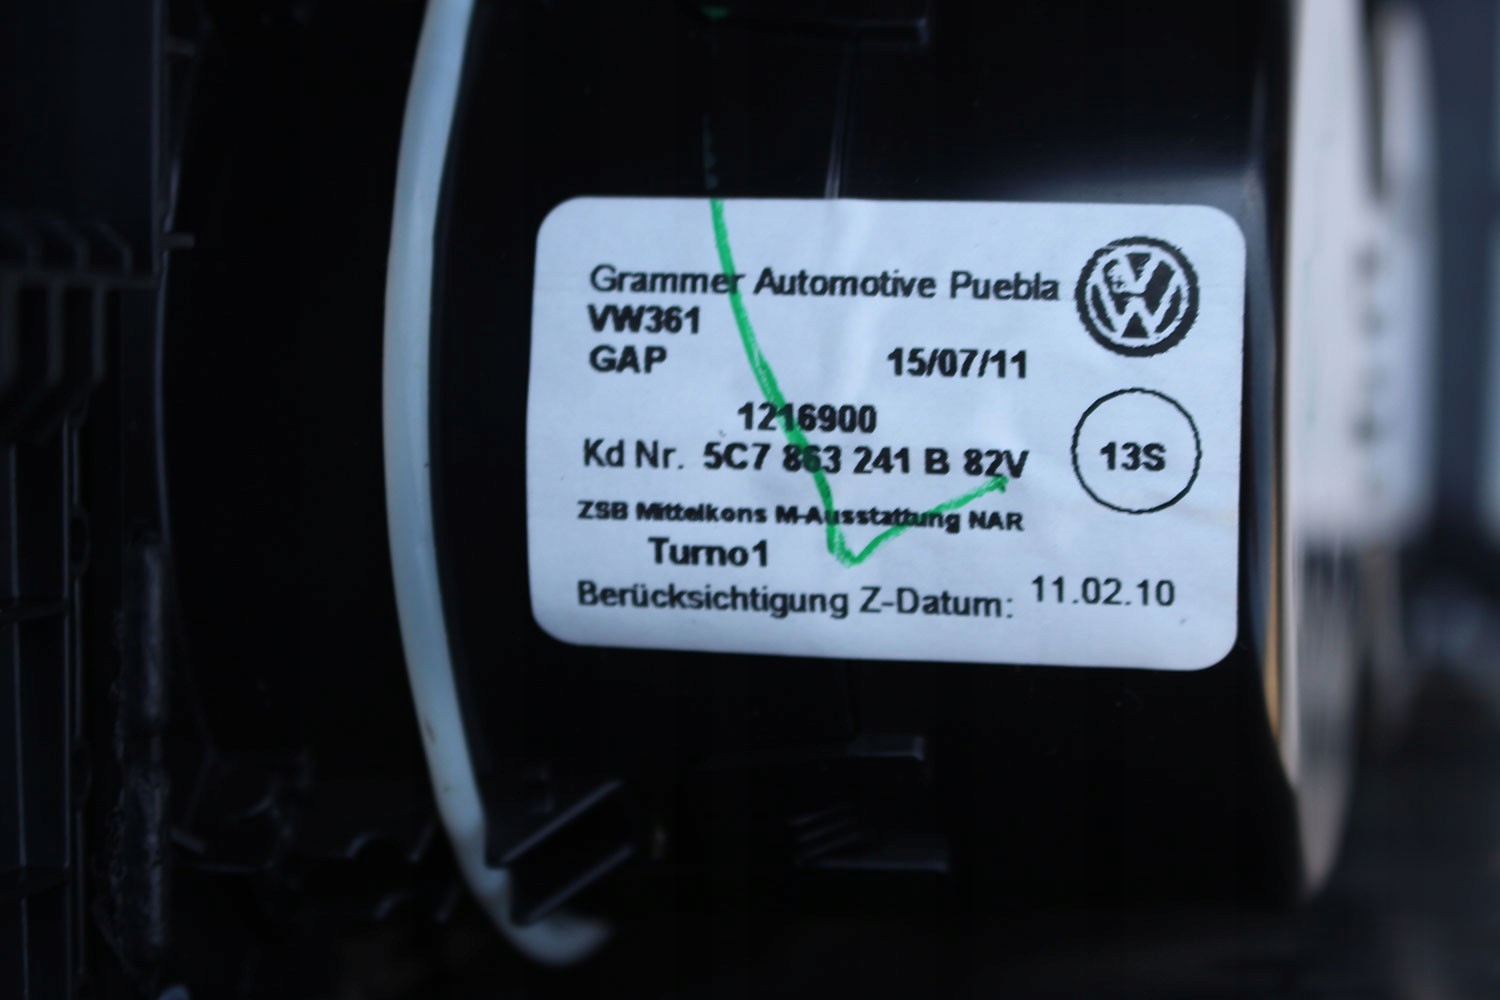 Grammer Automotive Puebla
VW361
GAP 15/07/11
1216900
Kd Nr. 5C7 863 241 B 82V 13S
ZSB Mittelkons M-Ausstattung NAR
Turno1
Berücksichtigung Z-Datum: 11.02.10